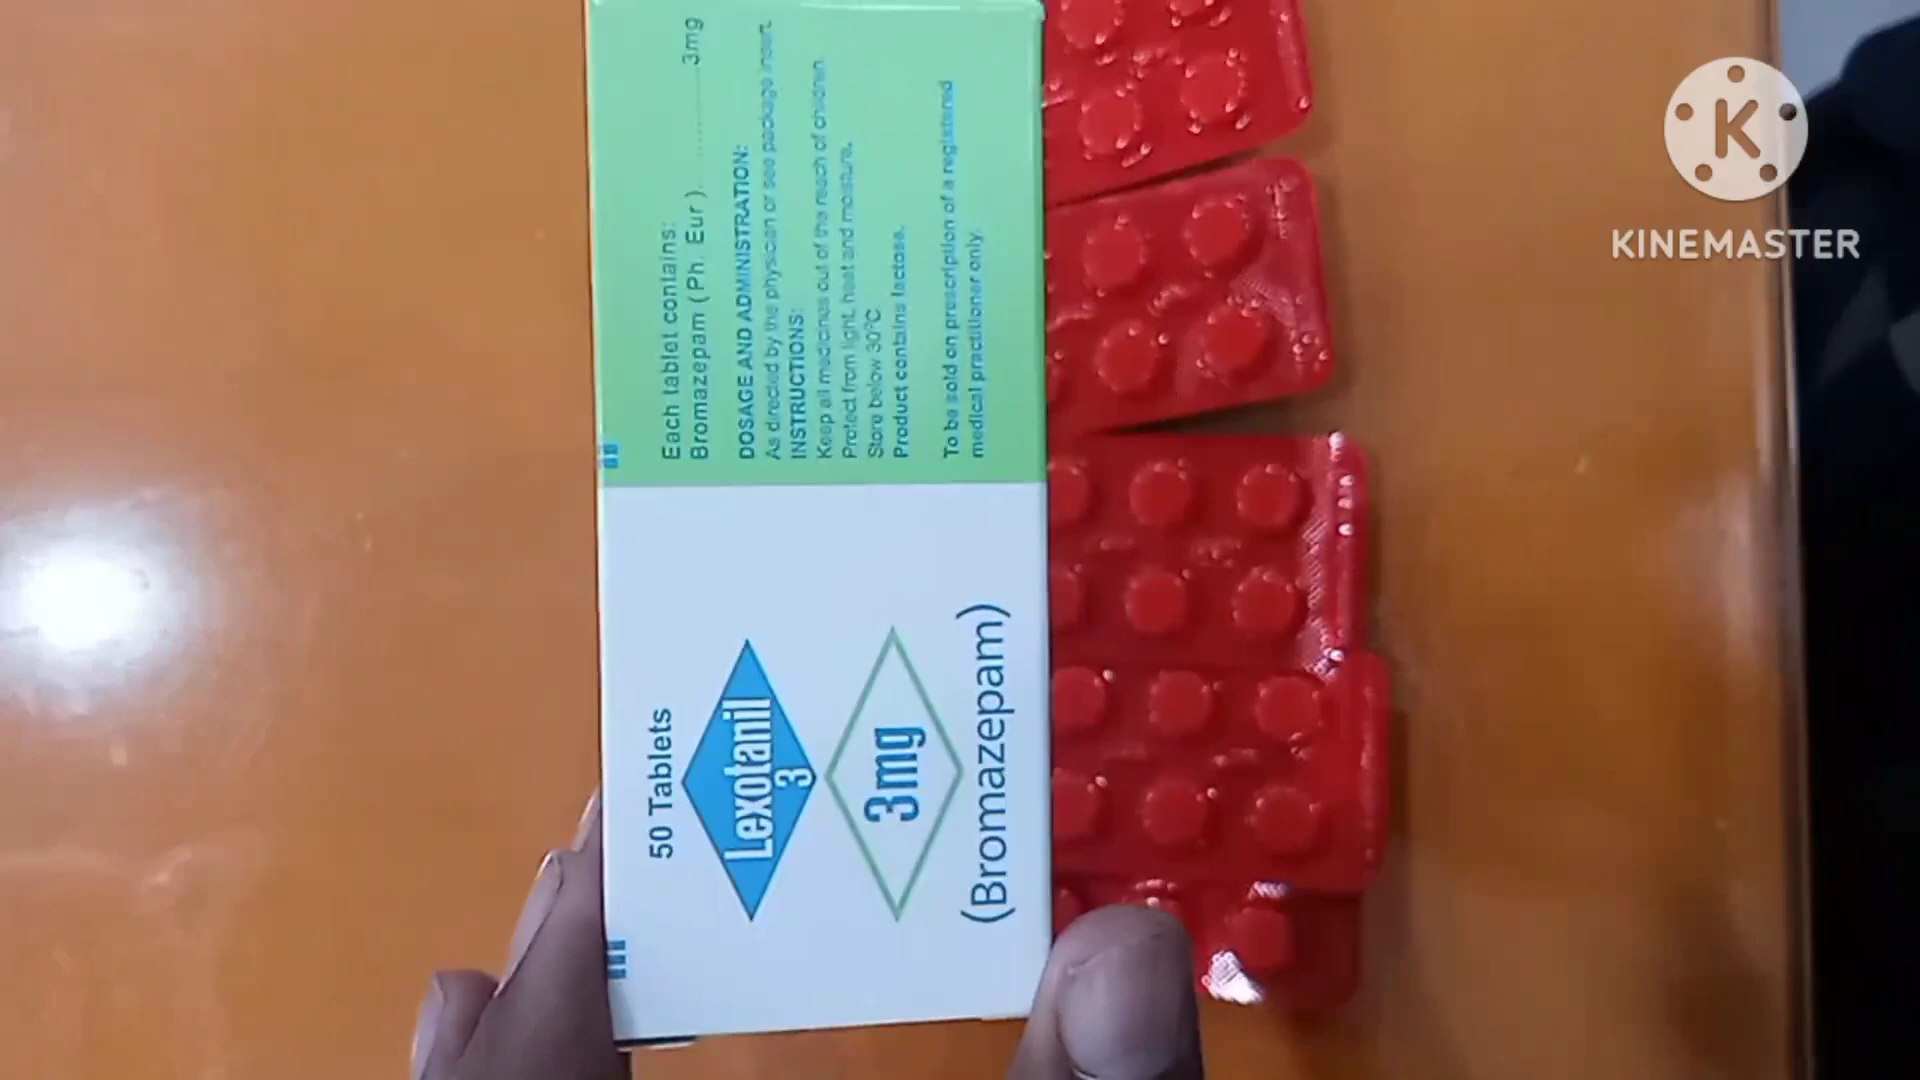 Each tablet contains:
Bromazepam (Ph. Eur )..............3mg
DOSAGE AND ADMINISTRATION:
As directed by the physician or see package insert.
INSTRUCTIONS:
Keep all medicines out of the reach of children.
Protect from light, heat and moisture.
Store below 30°C.
Product contains lactose.
To be sold on prescription of a registered
medical practitioner only.
50 Tablets
Lexotanil
3
3mg
(Bromazepam)
K
KINEMASTER